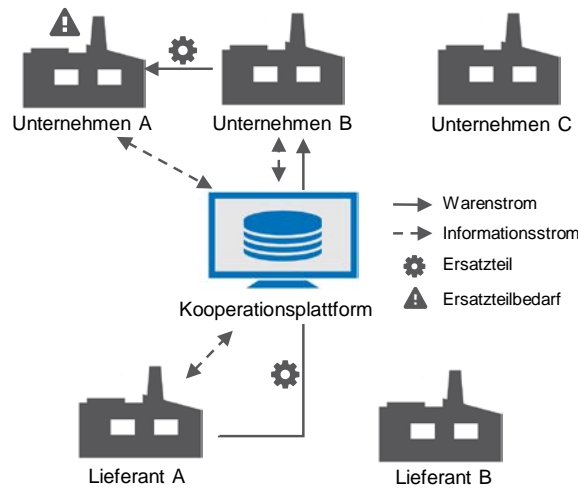 Unternehmen A
Unternehmen B
Unternehmen C
Warenstrom
Informationsstrom
Ersatzteil
Ersatzteilbedarf
Kooperationsplattform
Lieferant A
Lieferant B